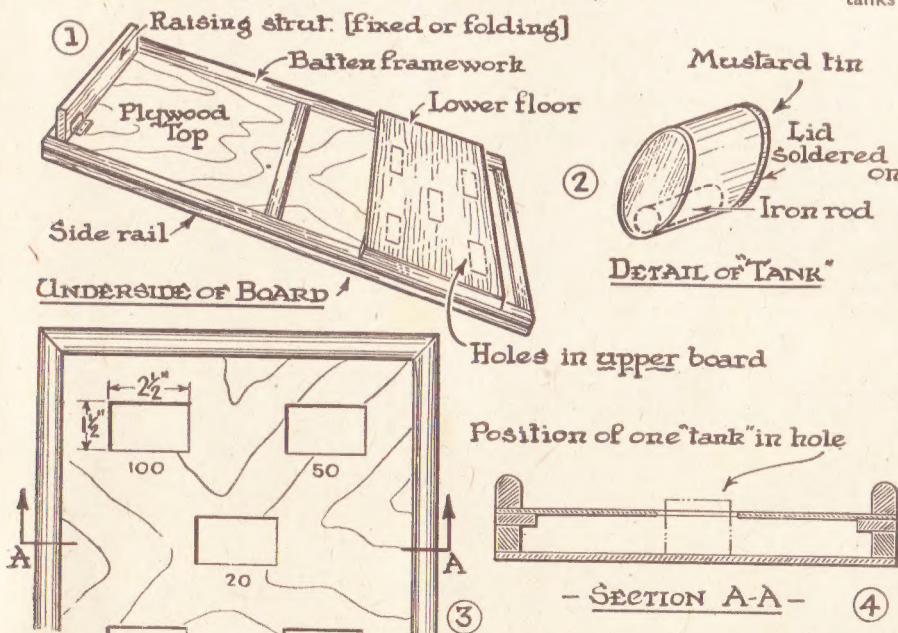 tanks
①
Raising strut. [fixed or folding]
Batten framework
Plywood
Top
Lower floor
Side rail
UNDERSIDE OF BOARD
Holes in upper board
②
Mustard tin
Lid
soldered
on
Iron rod
DETAIL OF "TANK"
2½"
½"
100
50
20
A
A
③
Position of one "tank" in hole
- SECTION A-A -
④